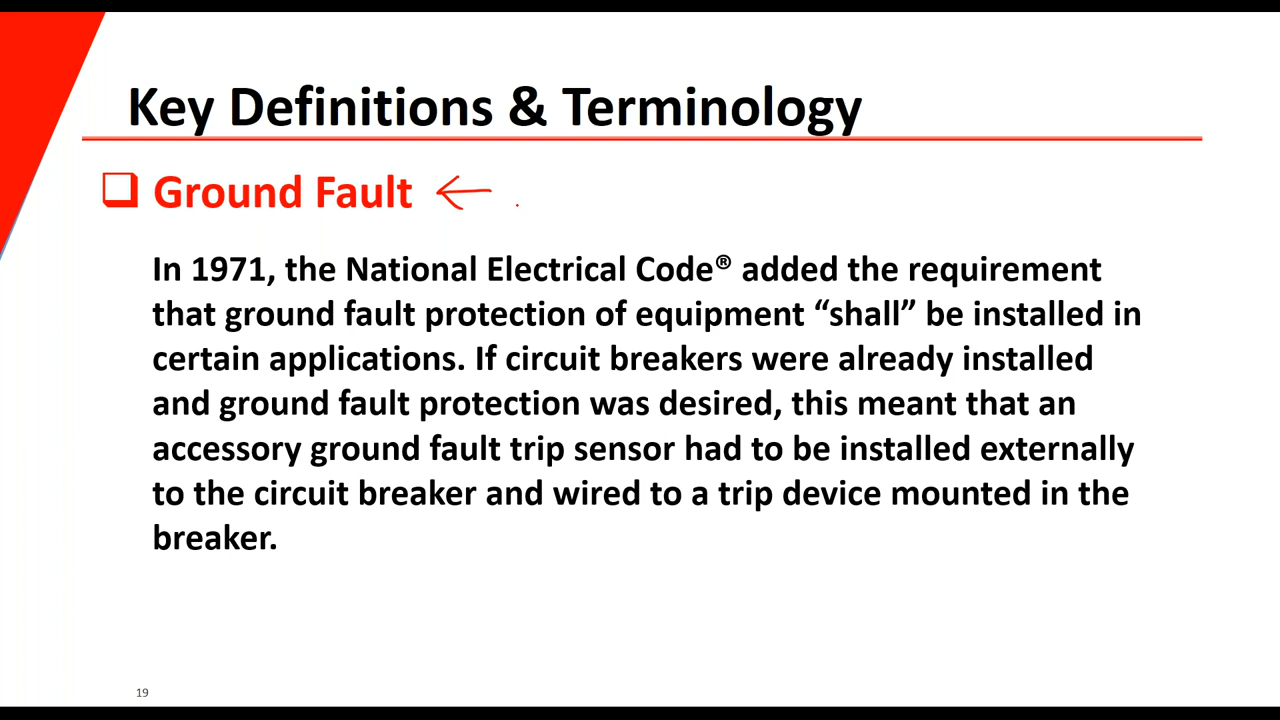 Key Definitions & Terminology
Ground Fault
In 1971, the National Electrical Code® added the requirement
that ground fault protection of equipment “shall” be installed in
certain applications. If circuit breakers were already installed
and ground fault protection was desired, this meant that an
accessory ground fault trip sensor had to be installed externally
to the circuit breaker and wired to a trip device mounted in the
breaker.
19